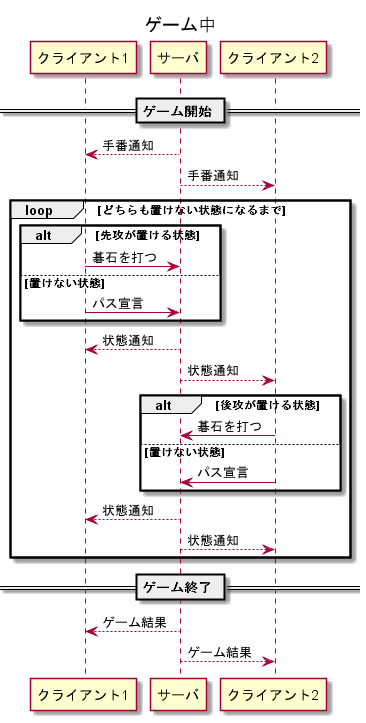 ゲーム中
クライアント1 サーバ クライアント2
ゲーム開始
手番通知
手番通知
loop [どちらも置けない状態になるまで]
alt [先攻が置ける状態]
碁石を打つ
[置けない状態]
パス宣言
状態通知
状態通知
alt [後攻が置ける状態]
碁石を打つ
[置けない状態]
パス宣言
状態通知
状態通知
ゲーム終了
ゲーム結果
ゲーム結果
クライアント1 サーバ クライアント2